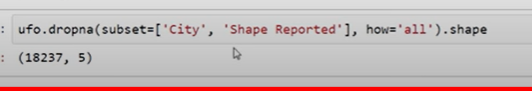 : ufo.dropna(subset=['City', 'Shape Reported'], how='all').shape
: (18237, 5)